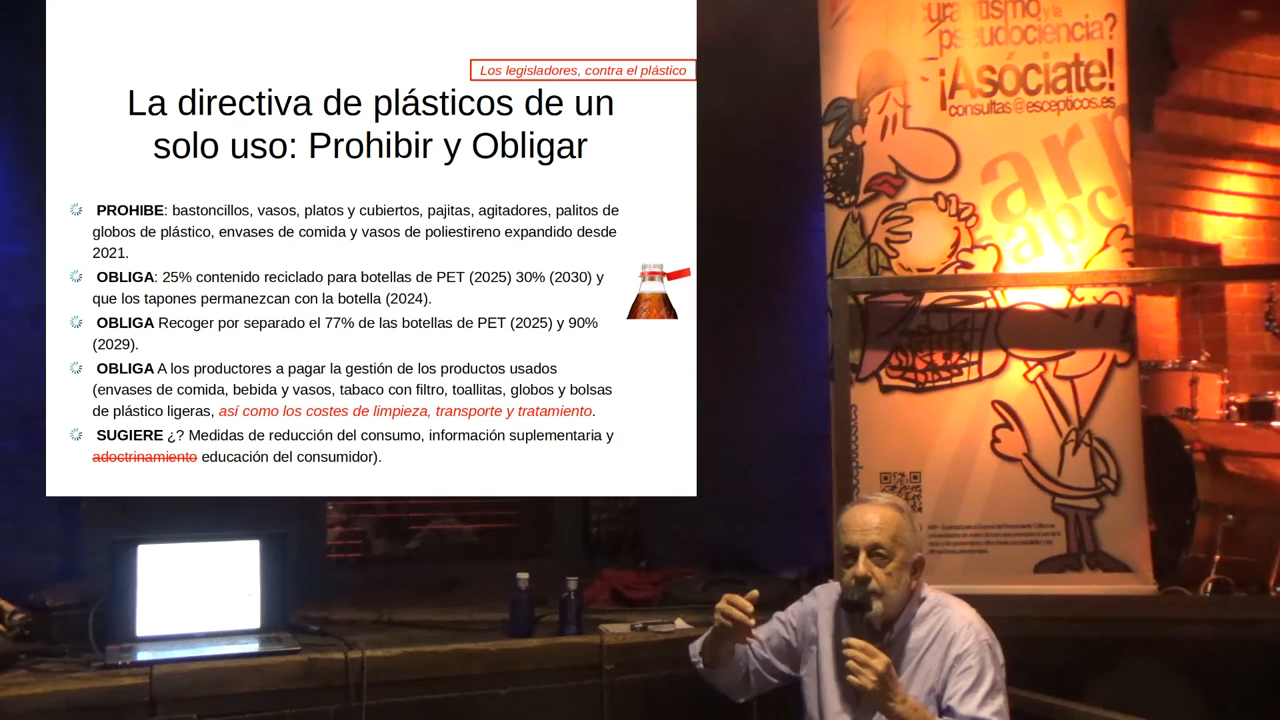 Los legisladores, contra el plástico
La directiva de plásticos de un
solo uso: Prohibir y Obligar
PROHIBE: bastoncillos, vasos, platos y cubiertos, pajitas, agitadores, palitos de
globos de plástico, envases de comida y vasos de poliestireno expandido desde
2021.
OBLIGA: 25% contenido reciclado para botellas de PET (2025) 30% (2030) y
que los tapones permanezcan con la botella (2024).
OBLIGA Recoger por separado el 77% de las botellas de PET (2025) y 90%
(2029).
OBLIGA A los productores a pagar la gestión de los productos usados
(envases de comida, bebida y vasos, tabaco con filtro, toallitas, globos y bolsas
de plástico ligeras, así como los costes de limpieza, transporte y tratamiento.
SUGIERE ¿? Medidas de reducción del consumo, información suplementaria y
adoctrinamiento educación del consumidor).
y la
pseudociencia?
¡Asóciate!
consultas@escepticos.es
arp
sapc